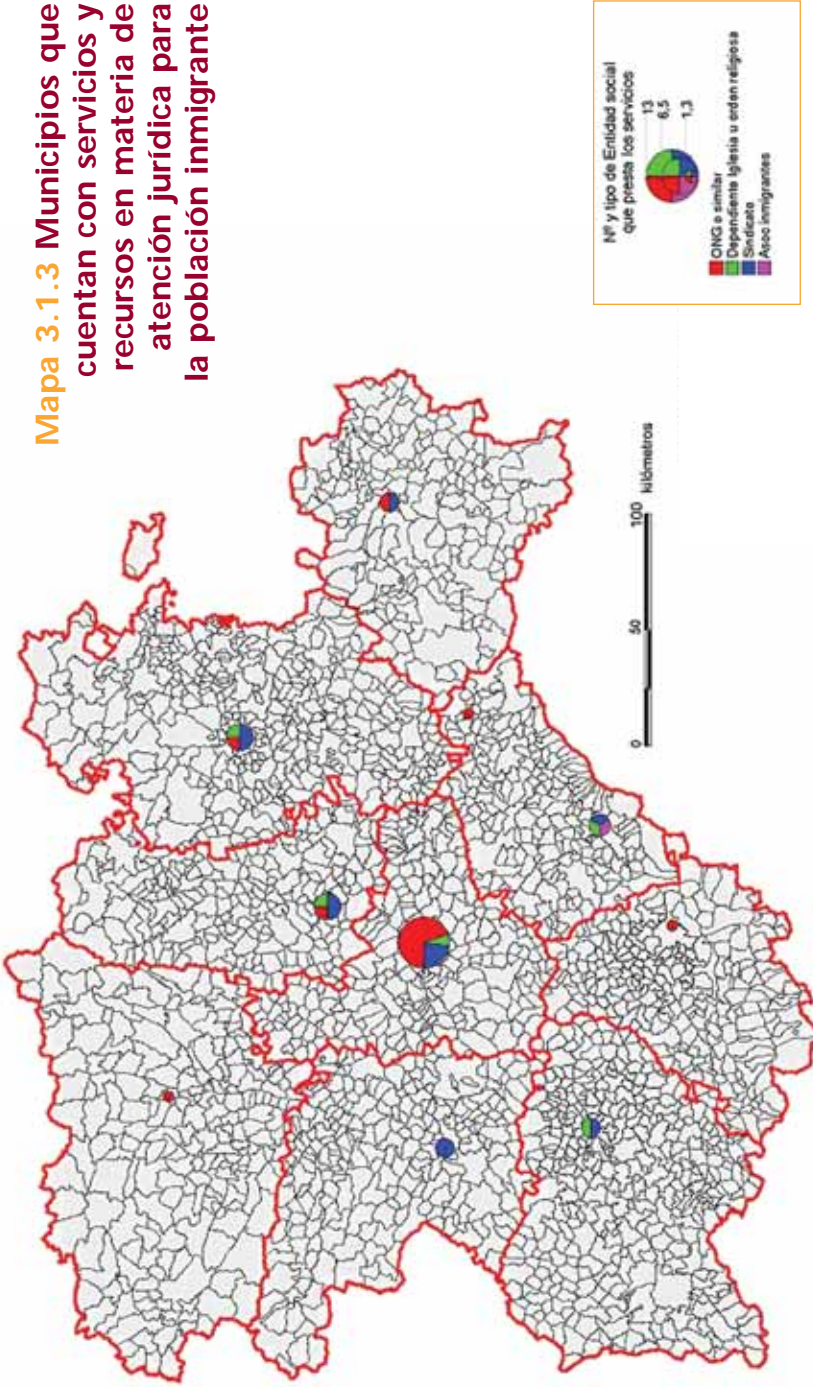 Mapa 3.1.3 Municipios que
cuentan con servicios y
recursos en materia de
atención jurídica para
la población inmigrante
Nº y tipo de Entidad social
que presta los servicios
13
6,5
1,3
ONG o similar
Dependiente Iglesia u orden religiosa
Sindicato
Asoc inmigrantes
0
50
100
kilómetros